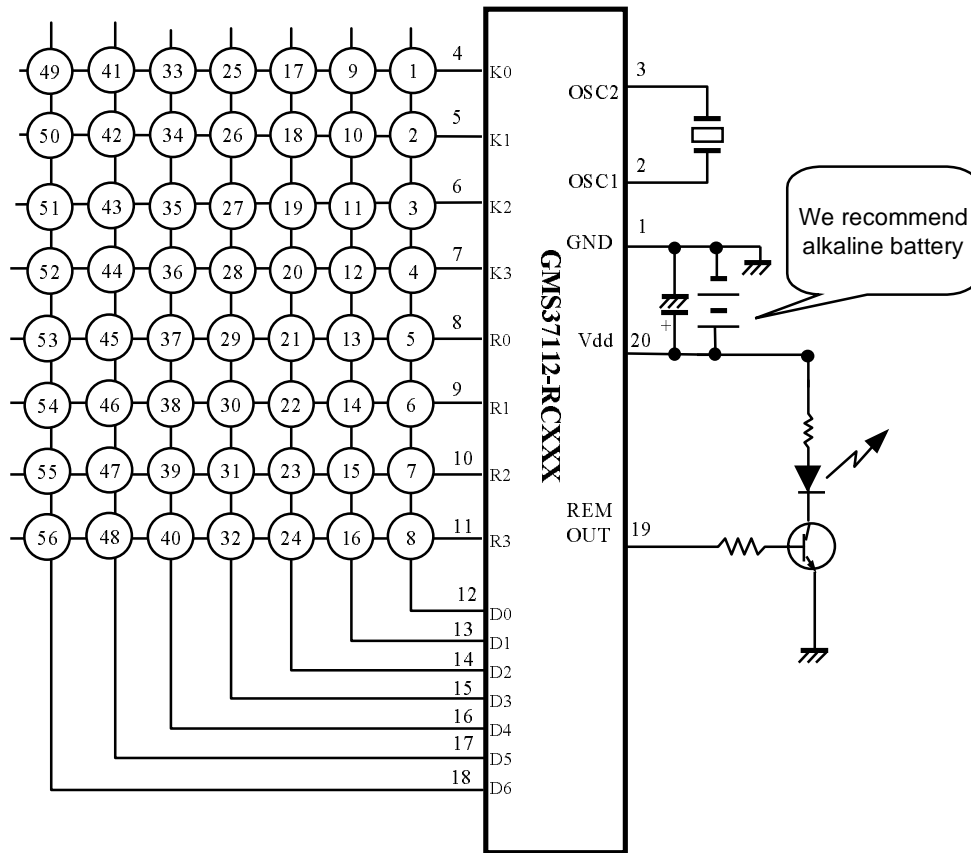 49 41 33 25 17 9 1 4 K0
50 42 34 26 18 10 2 5 K1
51 43 35 27 19 11 3 6 K2
52 44 36 28 20 12 4 7 K3
53 45 37 29 21 13 5 8 R0
54 46 38 30 22 14 6 9 R1
55 47 39 31 23 15 7 10 R2
56 48 40 32 24 16 8 11 R3
12 D0
13 D1
14 D2
15 D3
16 D4
17 D5
18 D6
GMS37112-RCXXX
OSC2 3
OSC1 2
GND 1
Vdd 20
+
REM
OUT 19
We recommend
alkaline battery